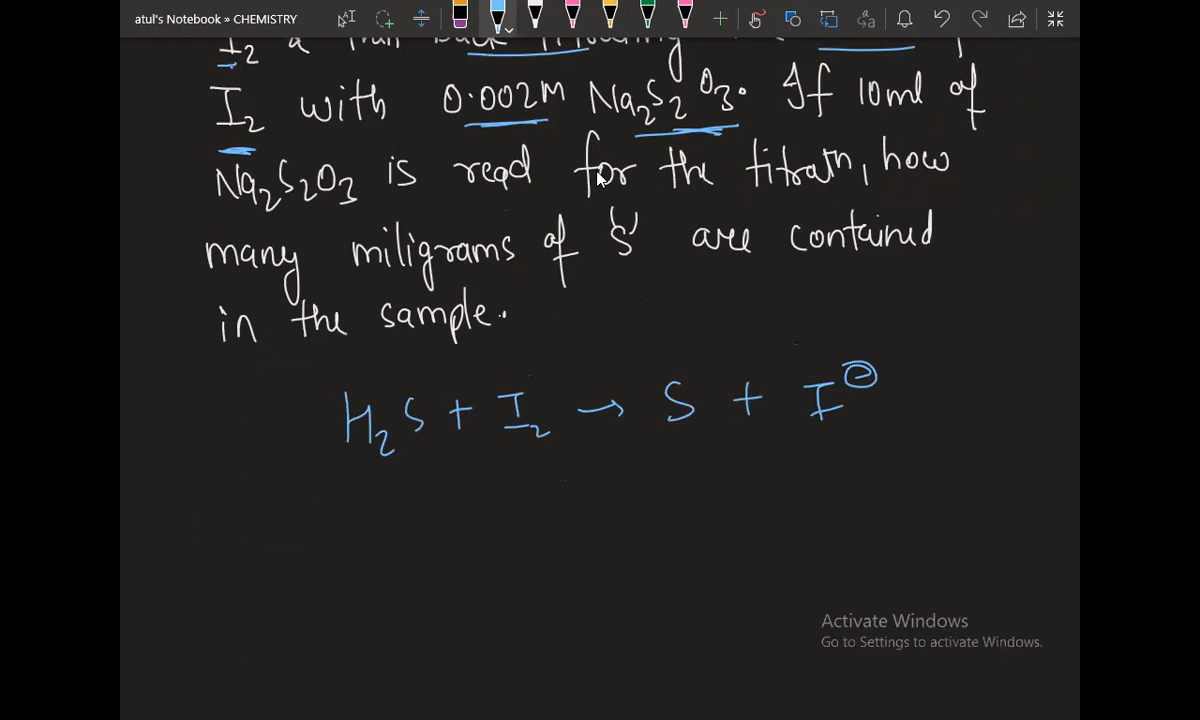 atul's Notebook » CHEMISTRY
I2 a
I2 with 0.002M Na2S2O3. If 10ml of
Na2S2O3 is reqd for the titratn, how
many miligrams of 'S' are contained
in the sample.
H2S + I2 → S + I⊖
Activate Windows
Go to Settings to activate Windows.